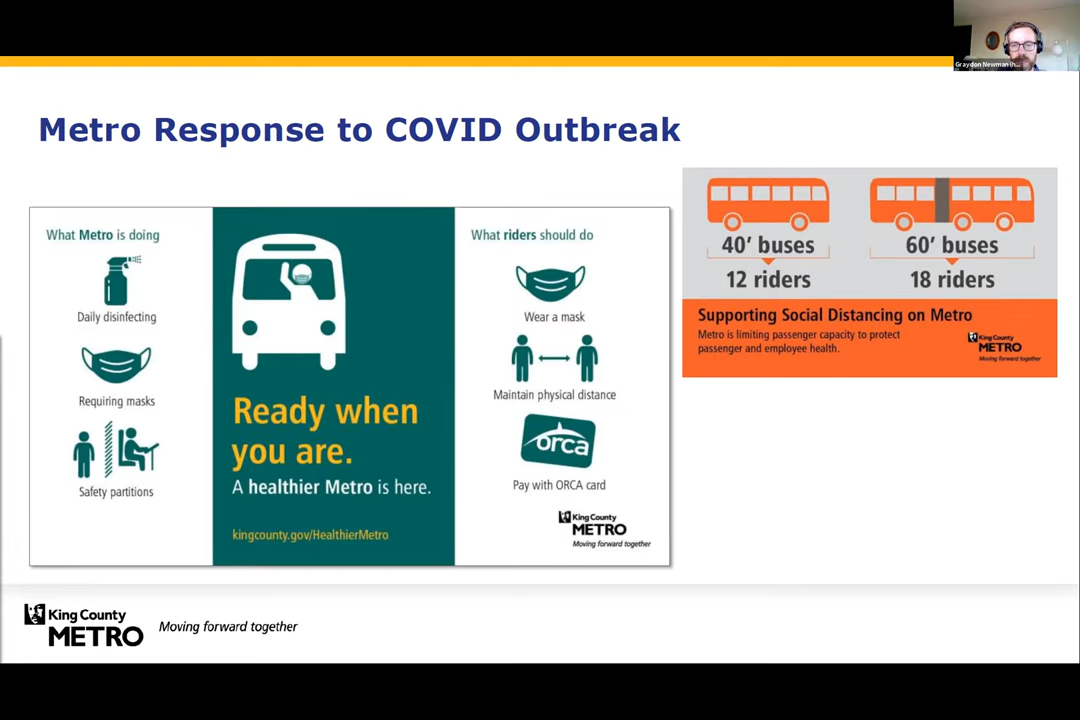 Graydon Newman
Metro Response to COVID Outbreak
What Metro is doing
Daily disinfecting
Requiring masks
Safety partitions
Ready when
you are.
A healthier Metro is here.
kingcounty.gov/HealthierMetro
What riders should do
Wear a mask
Maintain physical distance
orca
Pay with ORCA card
King County
METRO
Moving forward together
40' buses
12 riders
60' buses
18 riders
Supporting Social Distancing on Metro
Metro is limiting passenger capacity to protect
passenger and employee health.
King County
METRO
Moving forward together
King County
METRO
Moving forward together